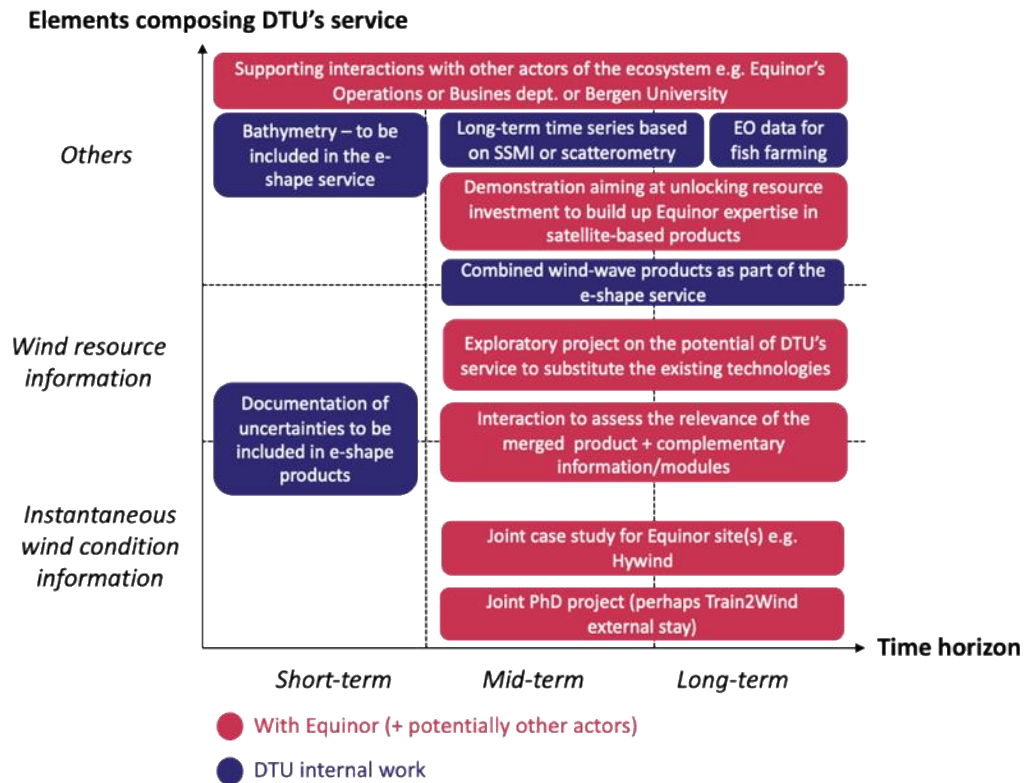 Elements composing DTU's service
Supporting interactions with other actors of the ecosystem e.g. Equinor's
Operations or Busines dept. or Bergen University
Others
Bathymetry – to be
included in the e-
shape service
Long-term time series based
on SSMI or scatterometry
EO data for
fish farming
Demonstration aiming at unlocking resource
investment to build up Equinor expertise in
satellite-based products
Combined wind-wave products as part of the
e-shape service
Wind resource
information
Exploratory project on the potential of DTU's
service to substitute the existing technologies
Documentation of
uncertainties to be
included in e-shape
products
Interaction to assess the relevance of the
merged product + complementary
information/modules
Instantaneous
wind condition
information
Joint case study for Equinor site(s) e.g.
Hywind
Joint PhD project (perhaps Train2Wind
external stay)
Time horizon
Short-term
Mid-term
Long-term
With Equinor (+ potentially other actors)
DTU internal work